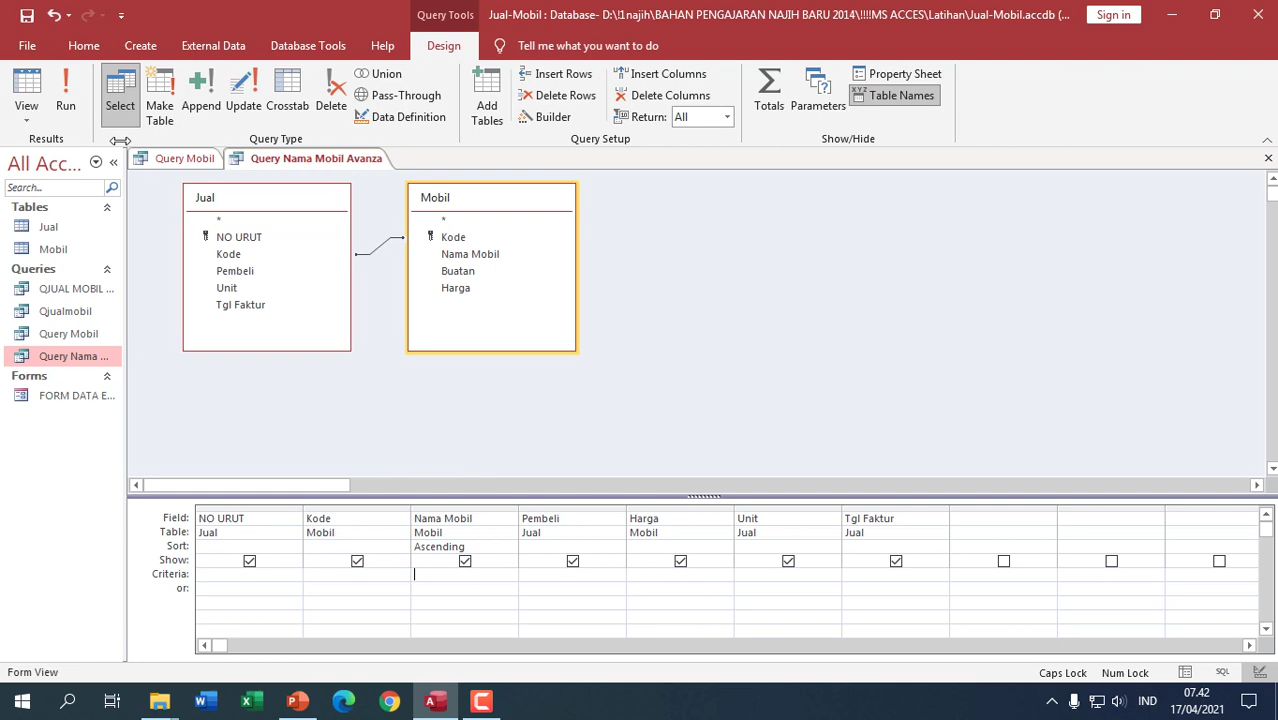 Query Tools
Jual-Mobil : Database- D:\!1najih\BAHAN PENGAJARAN NAJIH BARU 2014\!!!MS ACCES\Latihan\Jual-Mobil.accdb (...
Sign in
File
Home
Create
External Data
Database Tools
Help
Design
Tell me what you want to do
View
Run
Select
Make Table
Append
Update
Crosstab
Delete
Union
Pass-Through
Data Definition
Add Tables
Insert Rows
Delete Rows
Builder
Insert Columns
Delete Columns
Return: All
Totals
Parameters
Property Sheet
XYZ Table Names
Results
Query Type
Query Setup
Show/Hide
All Acc...
Search...
Tables
Jual
Mobil
Queries
QJUAL MOBIL ...
Qjualmobil
Query Mobil
Query Nama ...
Forms
FORM DATA E...
Query Mobil
Query Nama Mobil Avanza
Jual
*
NO URUT
Kode
Pembeli
Unit
Tgl Faktur
Mobil
*
Kode
Nama Mobil
Buatan
Harga
Field: NO URUT Kode Nama Mobil Pembeli Harga Unit Tgl Faktur
Table: Jual Mobil Mobil Jual Mobil Jual Jual
Sort: Ascending
Show:
Criteria:
or:
Form View
Caps Lock
Num Lock
SQL
IND
07.42
17/04/2021